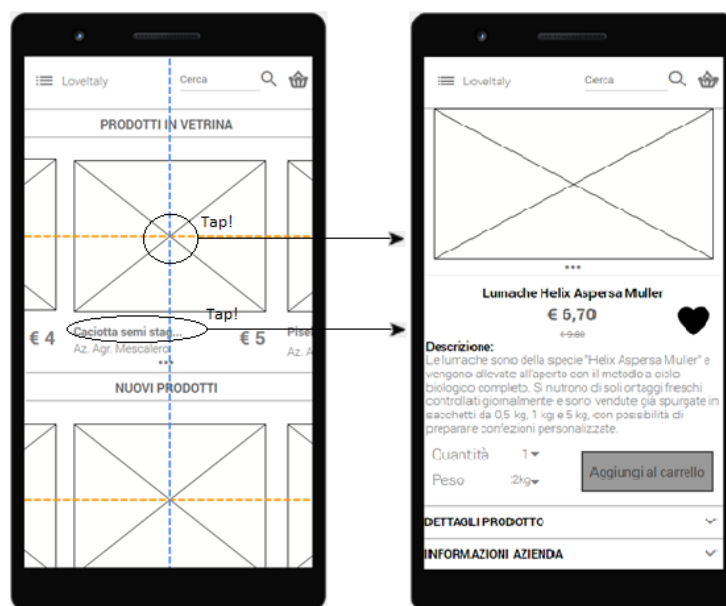 LoveItaly
Cerca
PRODOTTI IN VETRINA
Tap!
Tap!
€ 4
Caciotta semi stag...
€ 5
Az. Agr. Mescalero
Az. A
NUOVI PRODOTTI
LoveItaly
Cerca
Lumache Helix Aspersa Muller
€ 6,70
€ 9,80
Descrizione:
Le lumache sono della specie "Helix Aspersa Muller" e
vengono allevate all'aperto con il metodo a ciclo
biologico completo. Si nutrono di soli ortaggi freschi
controllati giornalmente e sono vendute già spurgate in
sacchetti da 0,5 kg, 1 kg e 5 kg, con possibilità di
preparare confezioni personalizzate.
Quantità 1
Peso 2kg
Aggiungi al carrello
DETTAGLI PRODOTTO
INFORMAZIONI AZIENDA